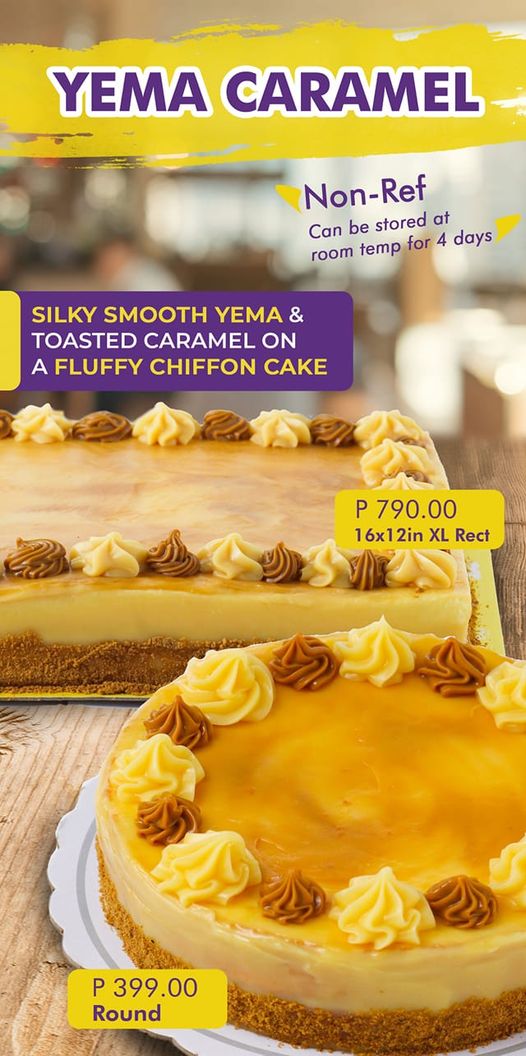 YEMA CARAMEL
Non-Ref
Can be stored at
room temp for 4 days
SILKY SMOOTH YEMA &
TOASTED CARAMEL ON
A FLUFFY CHIFFON CAKE
P 790.00
16x12in XL Rect
P 399.00
Round